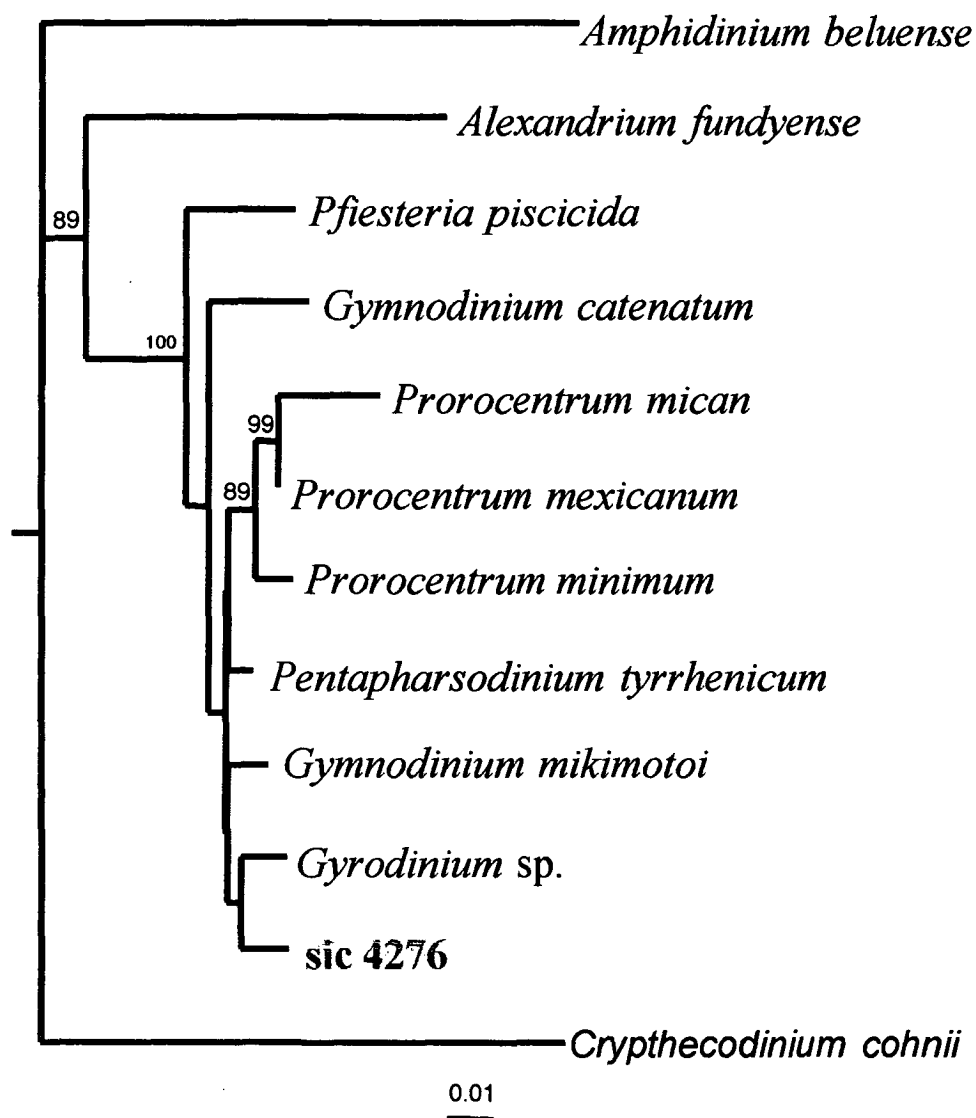 Amphidinium beluense
Alexandrium fundyense
Pfiesteria piscicida
89
Gymnodinium catenatum
100
Prorocentrum mican
99
Prorocentrum mexicanum
89
Prorocentrum minimum
Pentapharsodinium tyrrhenicum
Gymnodinium mikimotoi
Gyrodinium sp.
sic 4276
Crypthecodinium cohnii
0.01